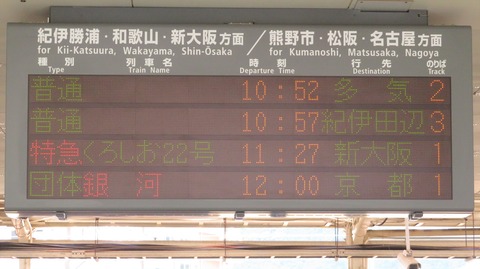 紀伊勝浦・和歌山・新大阪方面／熊野市・松阪・名古屋方面
for Kii-Katsuura, Wakayama, Shin-Ōsaka for Kumanoshi, Matsusaka, Nagoya
種別 列車名 時刻 行先 のりば
Type Train Name Departure Time Destination Track
普通 10:52 多気 2
普通 10:57 紀伊田辺 3
特急 くろしお22号 11:27 新大阪 1
団体 銀河 12:00 京都 1